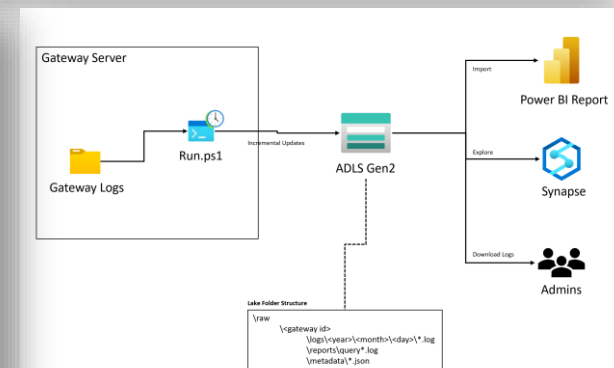 Gateway Server
Gateway Logs
Run.ps1
Incremental Updates
ADLS Gen2
Import
Power BI Report
Explore
Synapse
Download Logs
Admins
Lake Folder Structure
\raw
\<gateway id>
\logs\<year>\<month>\<day>\*.log
\reports\query*.log
\metadata\*.json